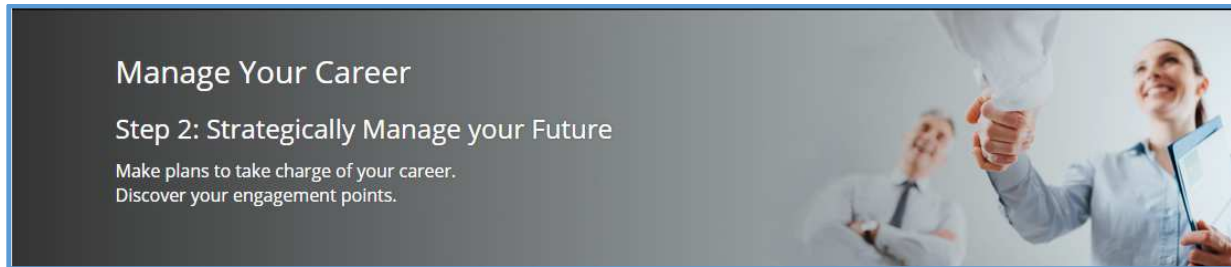 Manage Your Career
Step 2: Strategically Manage your Future
Make plans to take charge of your career.
Discover your engagement points.